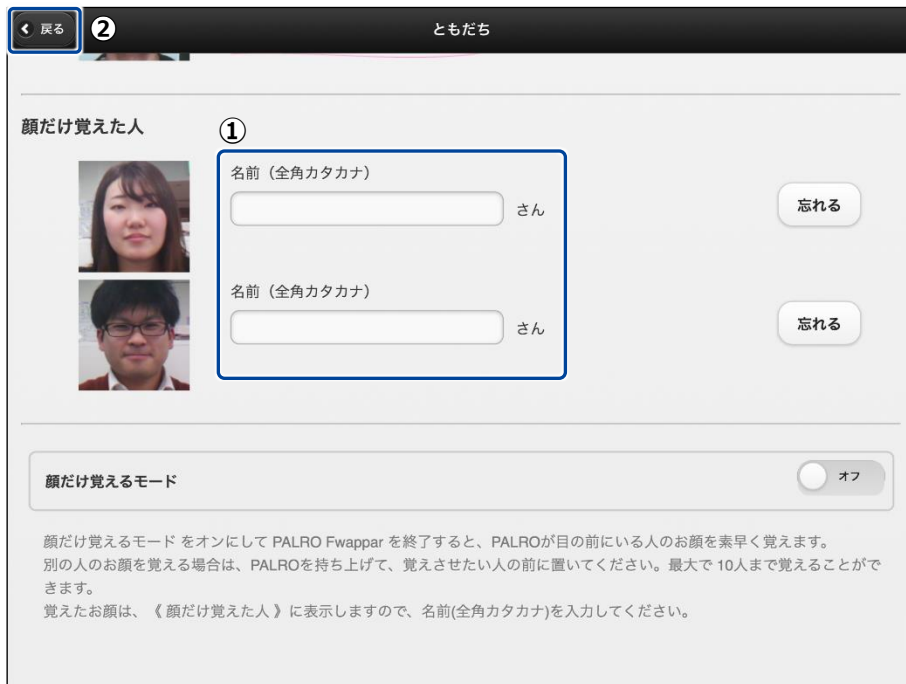 戻る
②
ともだち
顔だけ覚えた人
①
名前（全角カタカナ）
さん
忘れる
名前（全角カタカナ）
さん
忘れる
顔だけ覚えるモード
オフ
顔だけ覚えるモード をオンにして PALRO Fwappar を終了すると、PALROが目の前にいる人のお顔を素早く覚えます。
別の人のお顔を覚える場合は、PALROを持ち上げて、覚えさせたい人の前に置いてください。最大で 10人まで覚えることがで
きます。
覚えたお顔は、《 顔だけ覚えた人 》に表示しますので、名前(全角カタカナ)を入力してください。